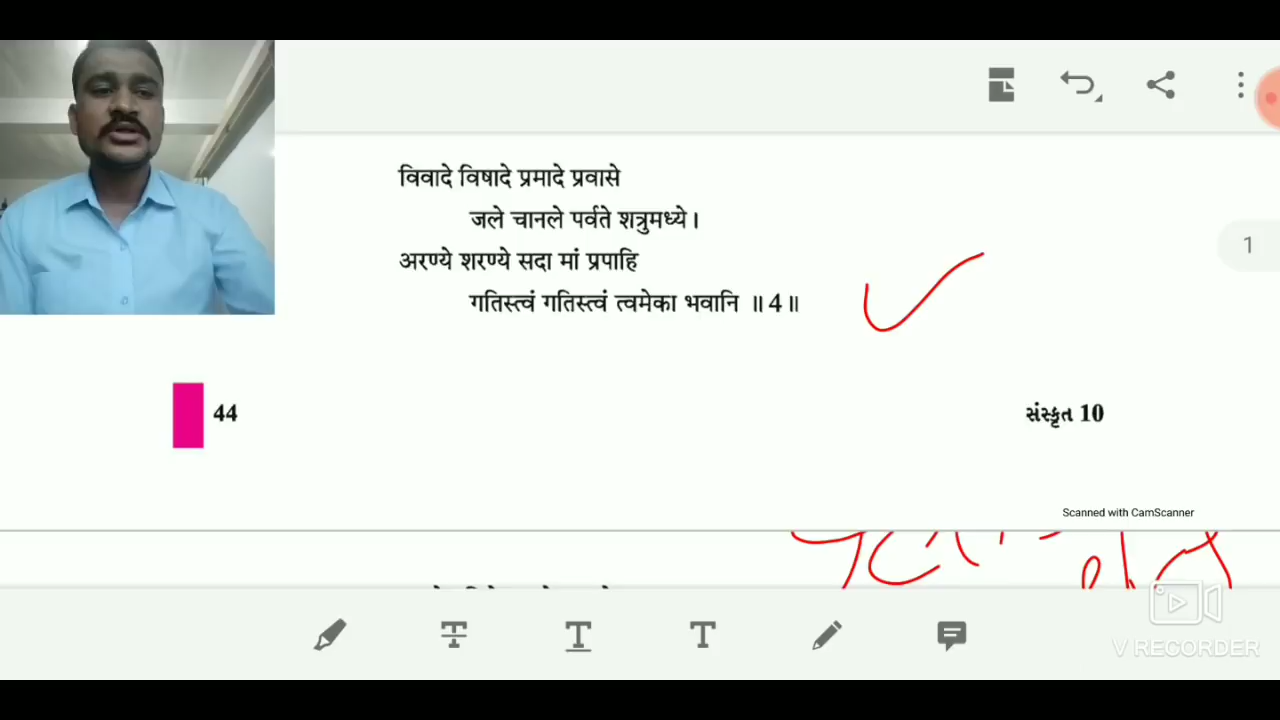 विवादे विषादे प्रमादे प्रवासे
जले चानले पर्वते शत्रुमध्ये।
अरण्ये शरण्ये सदा मां प्रपाहि
गतिस्त्वं गतिस्त्वं त्वमेका भवानि ॥4॥
1
44
સંસ્કૃત 10
Scanned with CamScanner
T
T
T
V RECORDER